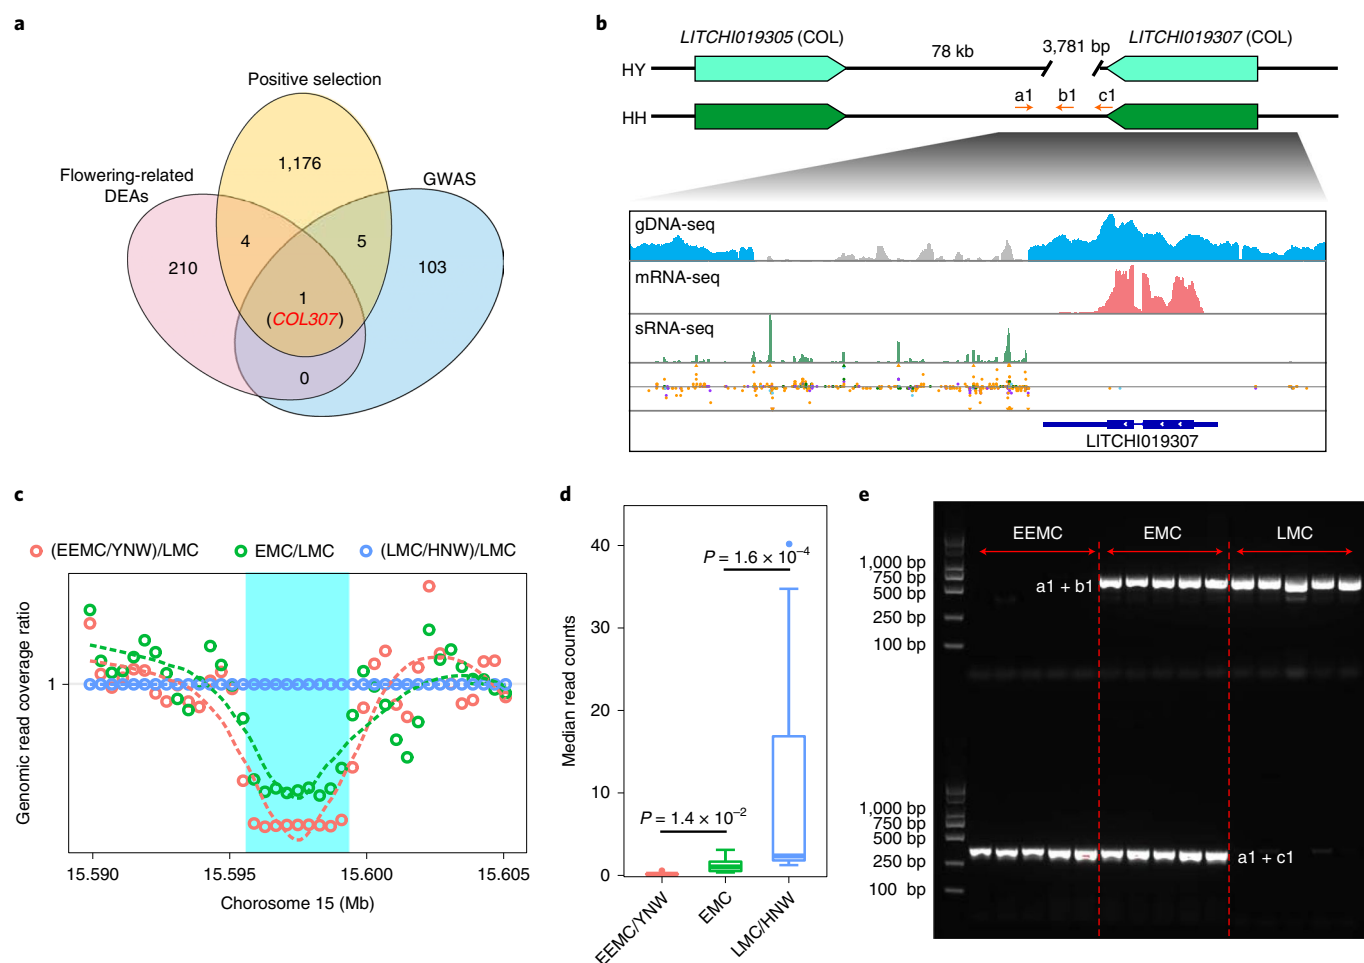 a
Positive selection
1,176
Flowering-related
DEAs
GWAS
4
5
210
103
1
(COL307)
0
b
LITCHI019305 (COL)
LITCHI019307 (COL)
78 kb
3,781 bp
HY
a1
b1
c1
HH
gDNA-seq
mRNA-seq
sRNA-seq
LITCHI019307
c
(EEMC/YNW)/LMC
EMC/LMC
(LMC/HNW)/LMC
Genomic read coverage ratio
1
15.590
15.595
15.600
15.605
Chorosome 15 (Mb)
d
Median read counts
40
30
20
10
0
P = 1.6 × 10⁻⁴
P = 1.4 × 10⁻²
EEMC/YNW
EMC
LMC/HNW
e
EEMC
EMC
LMC
1,000 bp
750 bp
500 bp
250 bp
100 bp
a1 + b1
1,000 bp
750 bp
500 bp
250 bp
100 bp
a1 + c1